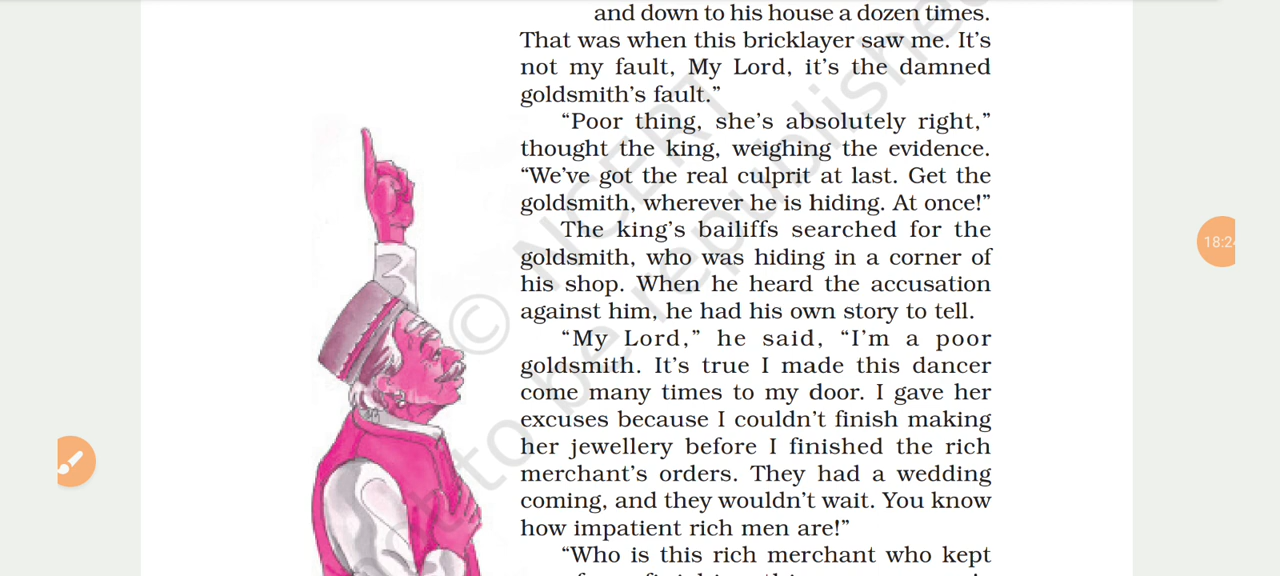 and down to his house a dozen times.
That was when this bricklayer saw me. It’s
not my fault, My Lord, it’s the damned
goldsmith’s fault.”
“Poor thing, she’s absolutely right,”
thought the king, weighing the evidence.
“We’ve got the real culprit at last. Get the
goldsmith, wherever he is hiding. At once!”
The king’s bailiffs searched for the
goldsmith, who was hiding in a corner of
his shop. When he heard the accusation
against him, he had his own story to tell.
“My Lord,” he said, “I’m a poor
goldsmith. It’s true I made this dancer
come many times to my door. I gave her
excuses because I couldn’t finish making
her jewellery before I finished the rich
merchant’s orders. They had a wedding
coming, and they wouldn’t wait. You know
how impatient rich men are!”
“Who is this rich merchant who kept
© NCERT
not to be republished
18:24